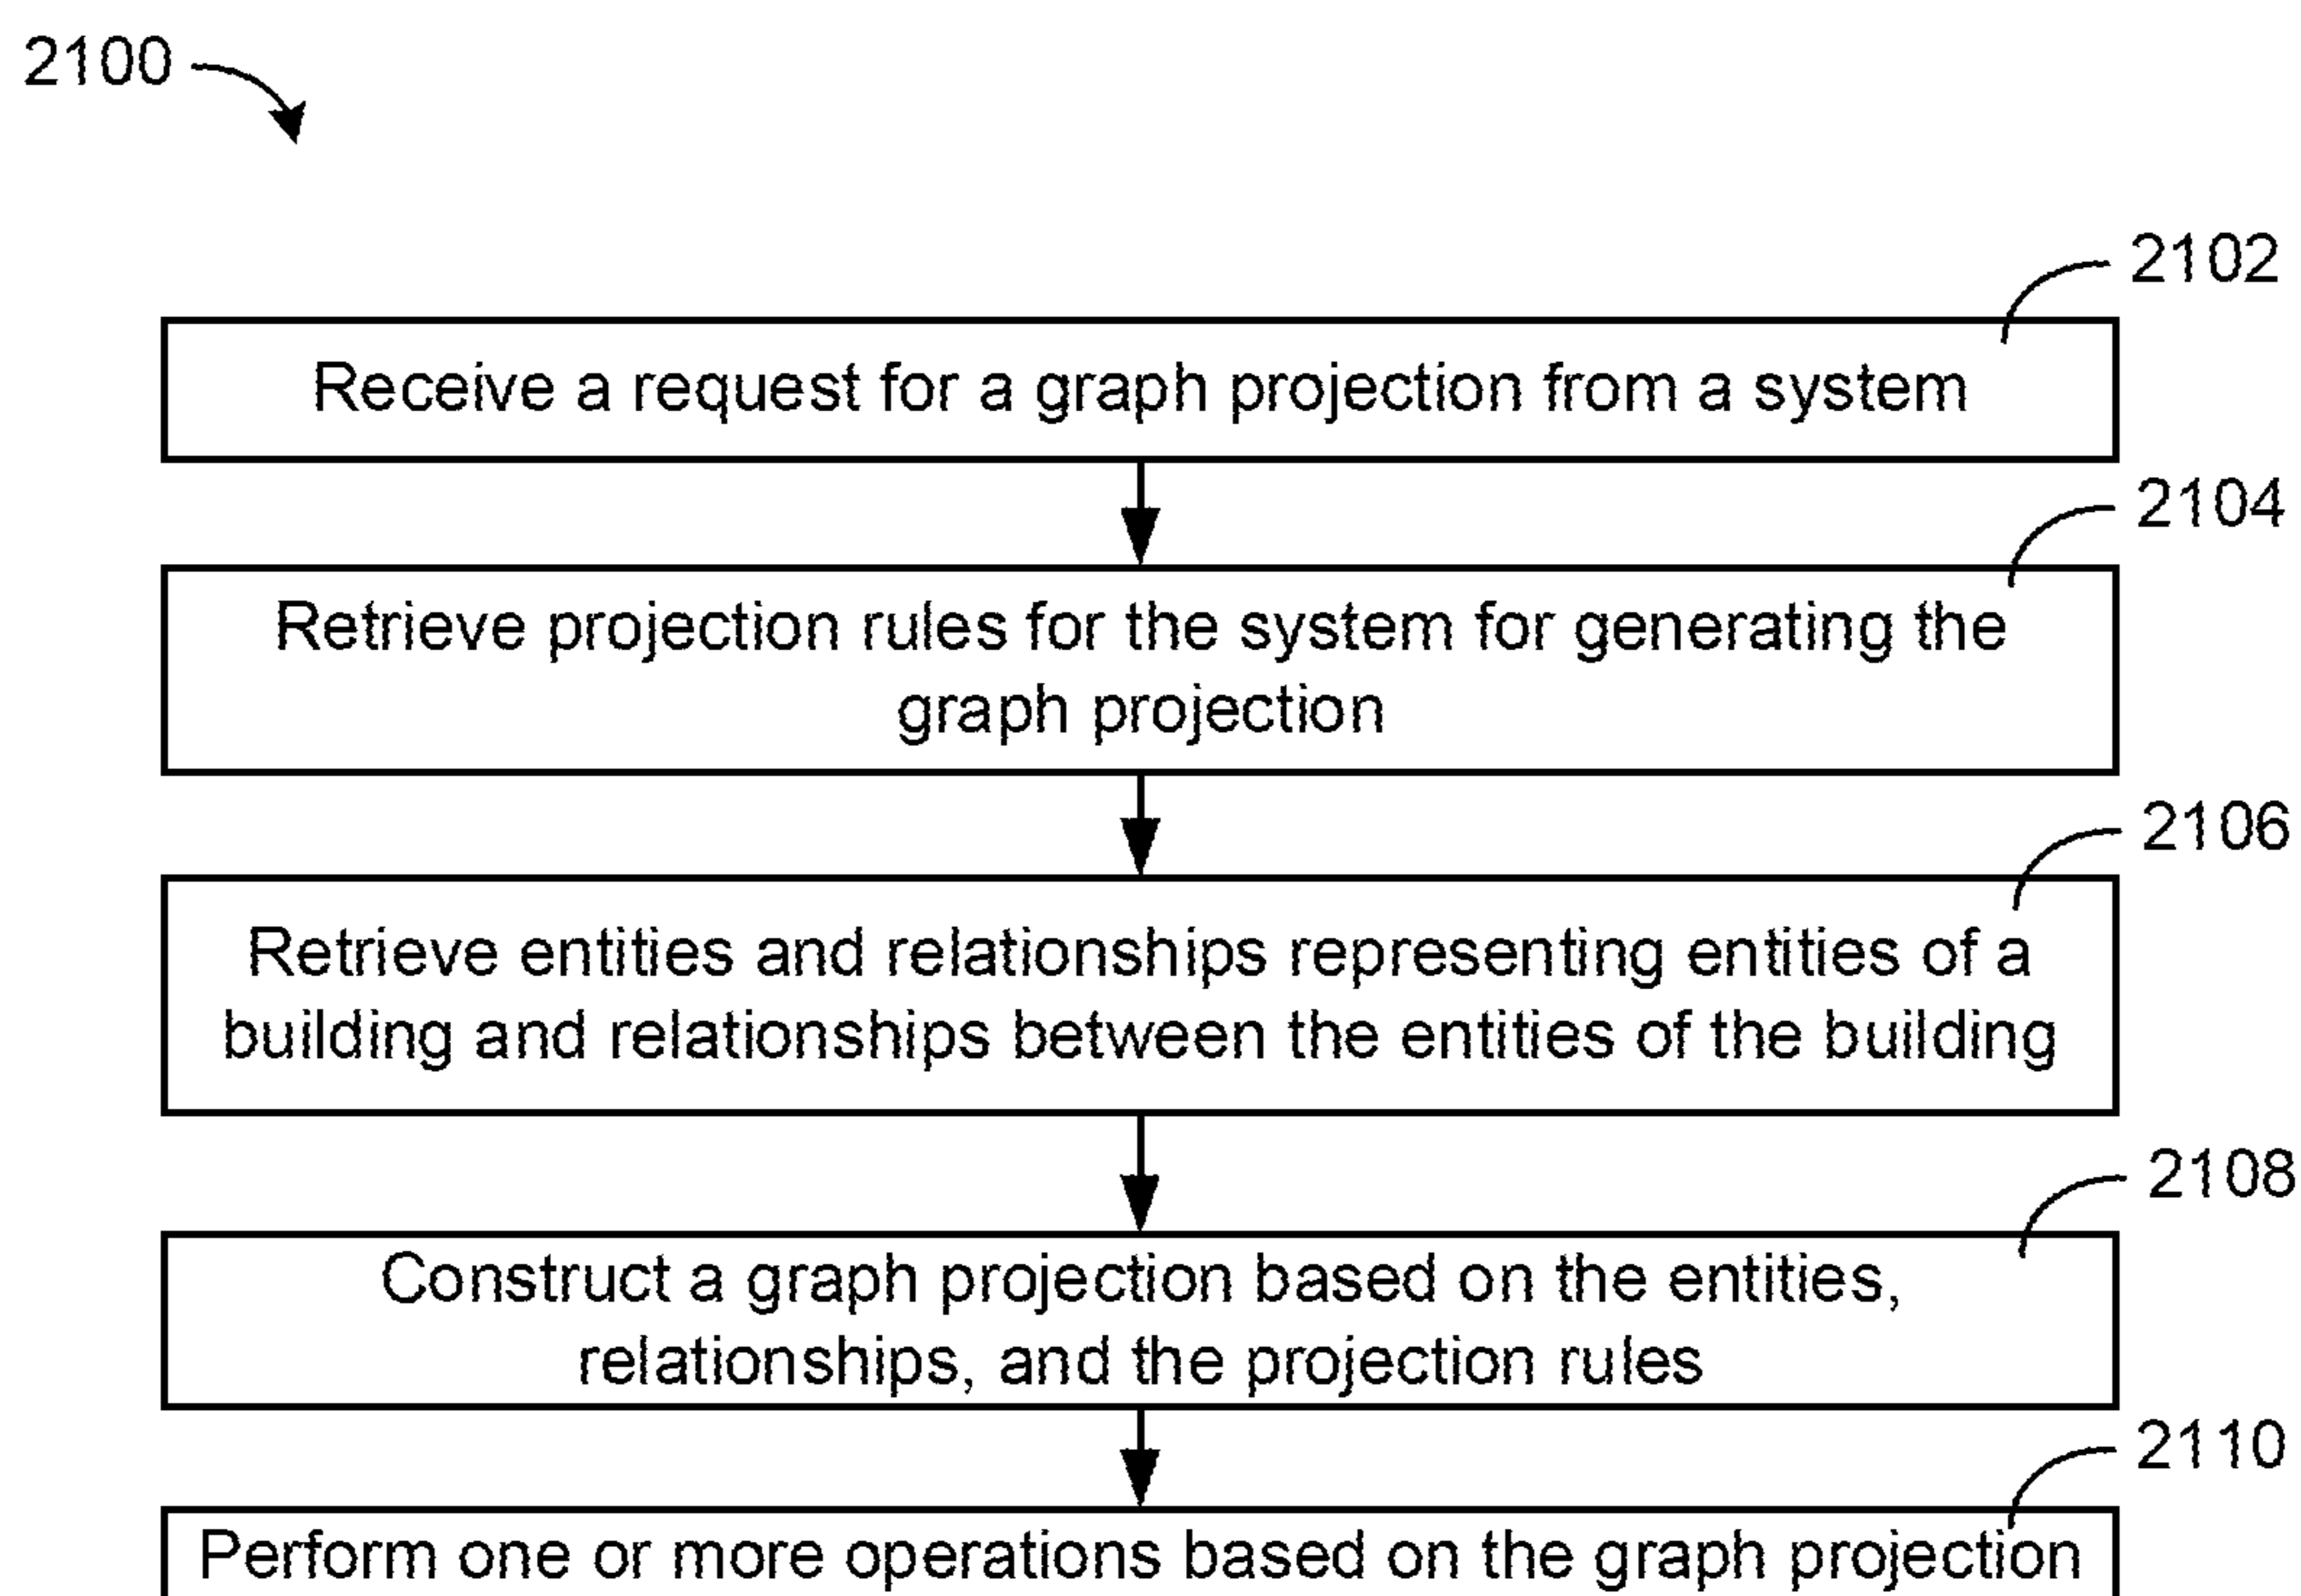 2100
2102
Receive a request for a graph projection from a system
2104
Retrieve projection rules for the system for generating the
graph projection
2106
Retrieve entities and relationships representing entities of a
building and relationships between the entities of the building
2108
Construct a graph projection based on the entities,
relationships, and the projection rules
2110
Perform one or more operations based on the graph projection